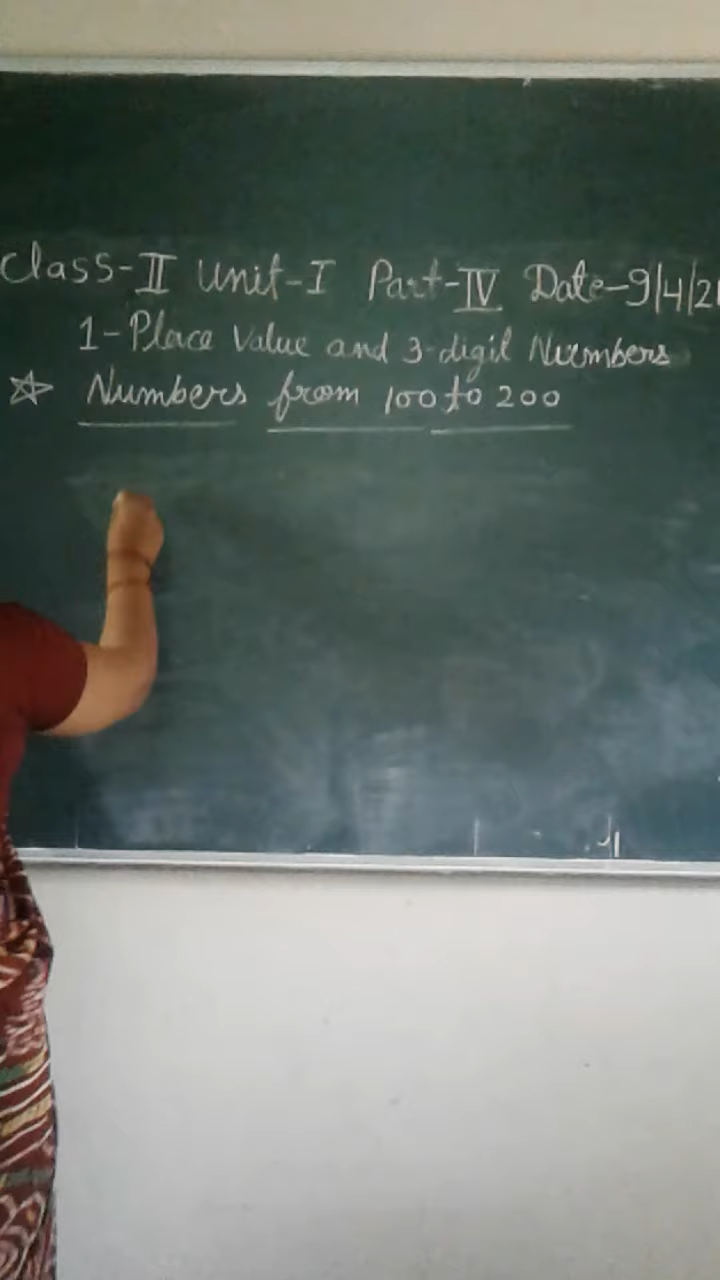 Class-II Unit-I Part-IV Date-9/4/21
1-Place Value and 3-digit Numbers
☆ Numbers from 100 to 200